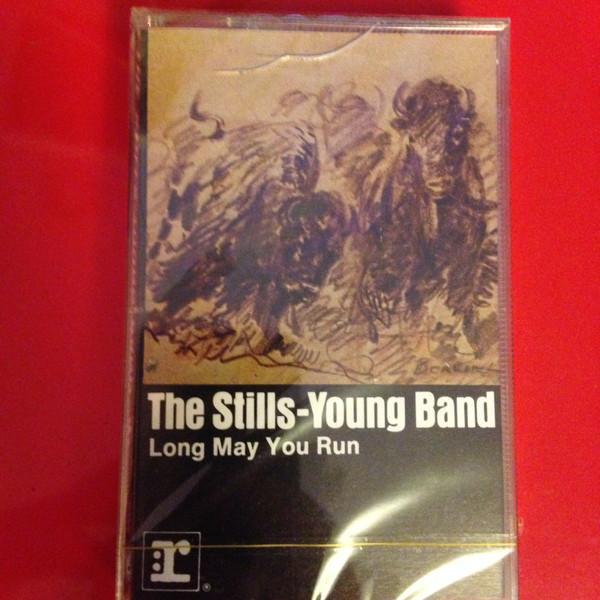 The Stills-Young Band
Long May You Run
r
®